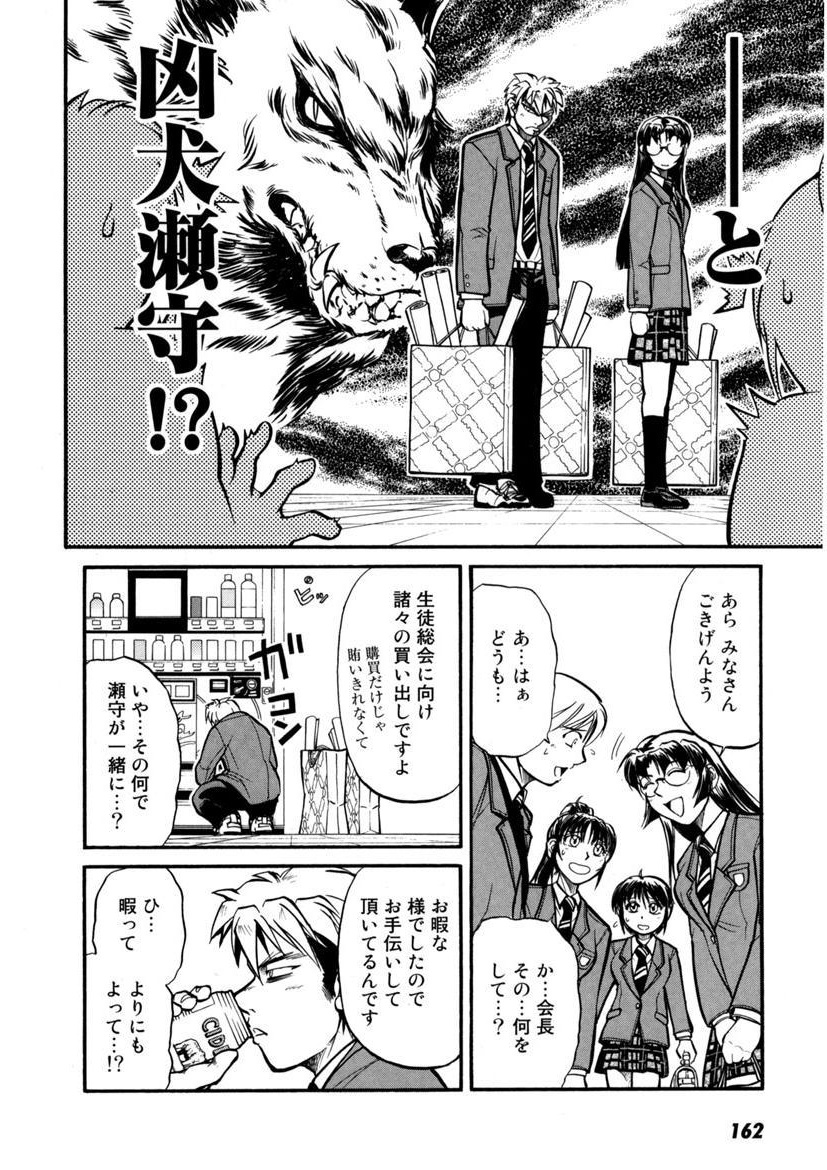 ――と
凶犬瀬守!?
あら みなさん
ごきげんよう
あ…はぁ
どうも…
か…会長
その…何を
して…?
生徒総会に向け
諸々の買い出しですよ
購買だけじゃ
賄いきれなくて
ピッ
ガコン
いや…その何で
瀬守が一緒に…?
お暇な
様でしたので
お手伝いして
頂いてるんです
ひ…
暇って
よりにも
よって…!?
CID
162